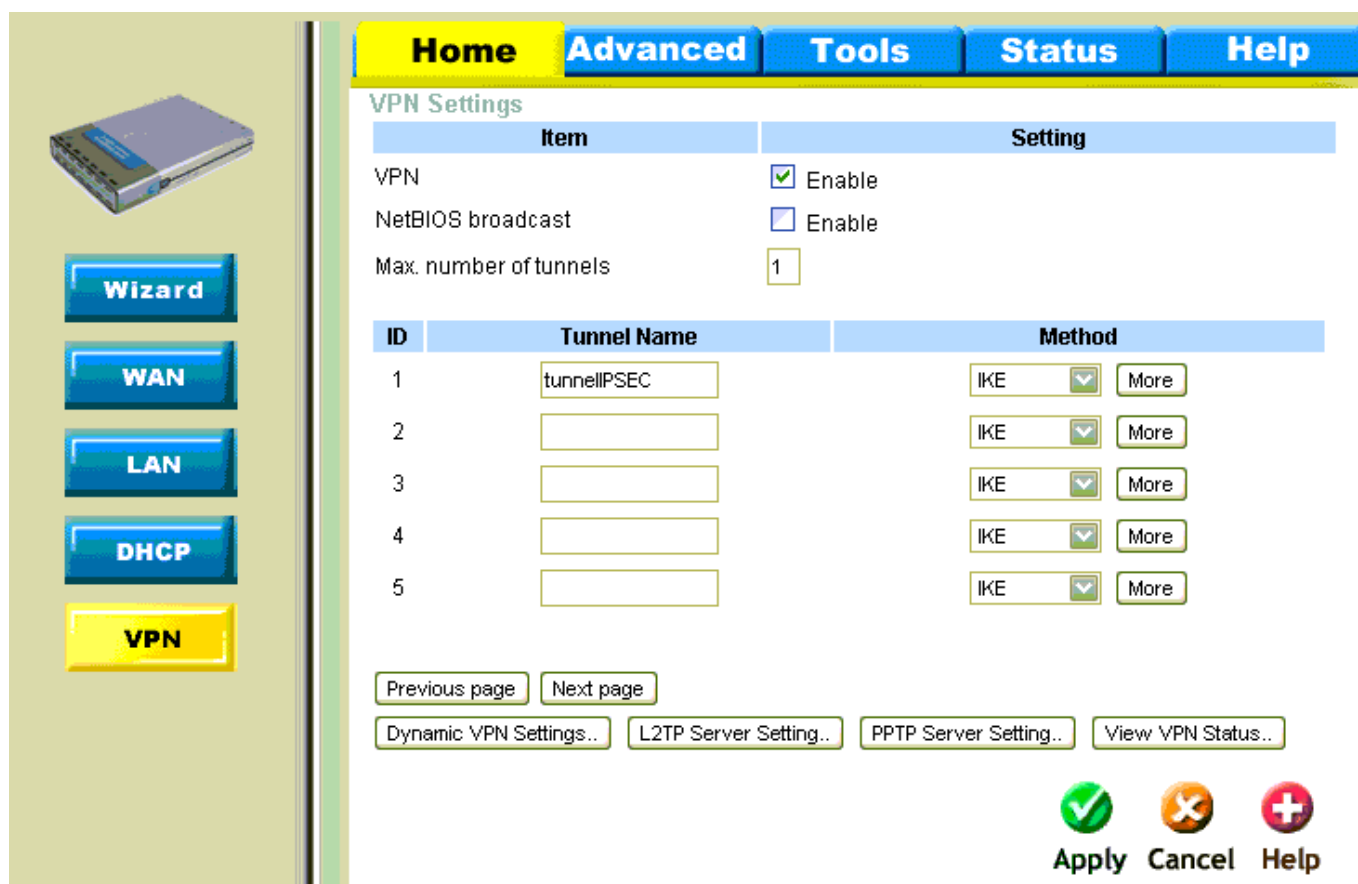 Home Advanced Tools Status Help
VPN Settings
Item Setting
VPN Enable
NetBIOS broadcast Enable
Max. number of tunnels 1
ID Tunnel Name Method
1 tunnelIPSEC IKE More
2 IKE More
3 IKE More
4 IKE More
5 IKE More
Previous page Next page
Dynamic VPN Settings.. L2TP Server Setting.. PPTP Server Setting.. View VPN Status..
Apply Cancel Help
Wizard
WAN
LAN
DHCP
VPN